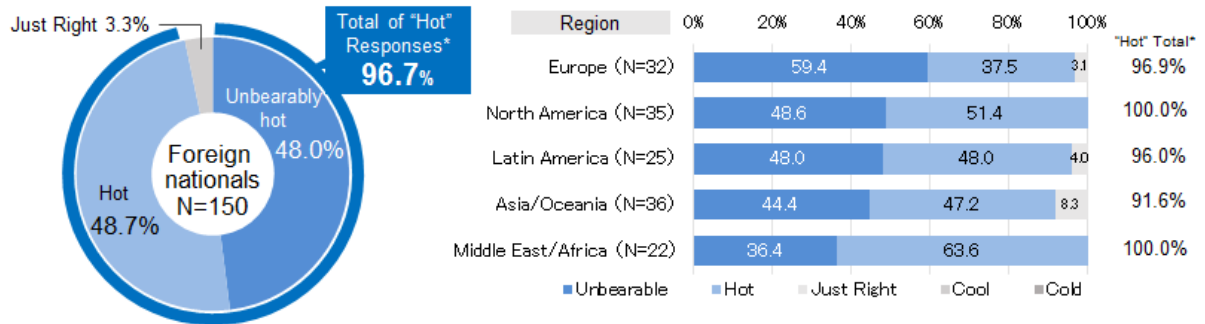 Just Right 3.3%
Total of "Hot"
Responses*
96.7%
Unbearably
hot
48.0%
Foreign
nationals
N=150
Hot
48.7%
Region 0% 20% 40% 60% 80% 100%
"Hot" Total*
Europe (N=32) 59.4 37.5 3.1 96.9%
North America (N=35) 48.6 51.4 100.0%
Latin America (N=25) 48.0 48.0 4.0 96.0%
Asia/Oceania (N=36) 44.4 47.2 8.3 91.6%
Middle East/Africa (N=22) 36.4 63.6 100.0%
Unbearable Hot Just Right Cool Cold